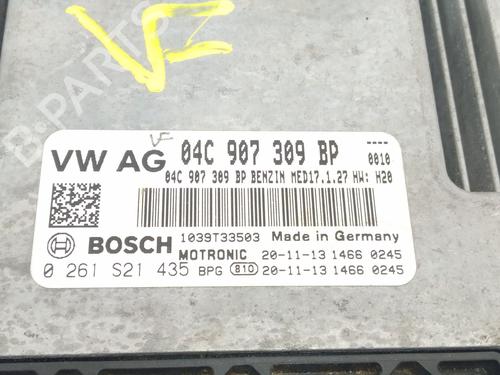 VF
VF
VW AG 04C 907 309 BP ----
0010
04C 907 309 BP BENZIN MED17.1.27 HW: H20
BOSCH 1039T33503 Made in Germany
MOTRONIC 20-11-13 1466 0245
0 261 S21 435 BPG 810 20-11-13 1466 0245
B-PARTS